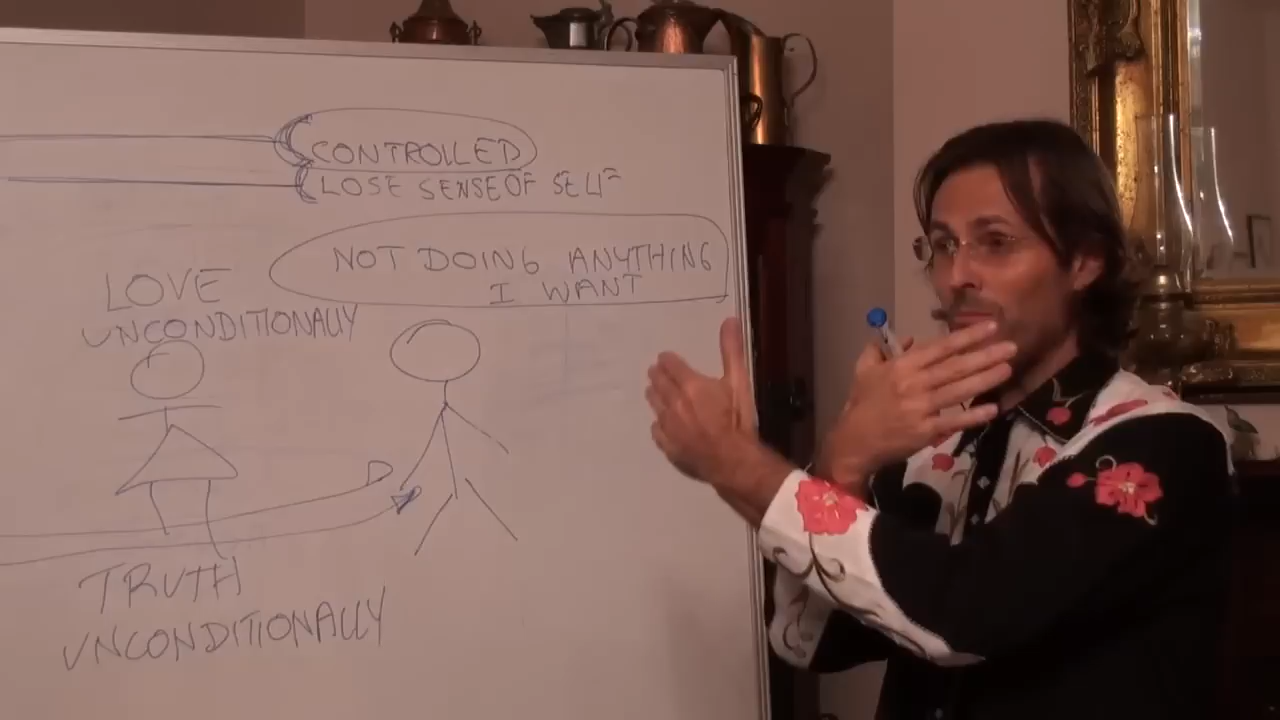 CONTROLLED
LOSE SENSE OF SELF
NOT DOING ANYTHING
I WANT
LOVE
UNCONDITIONALLY
TRUTH
UNCONDITIONALLY